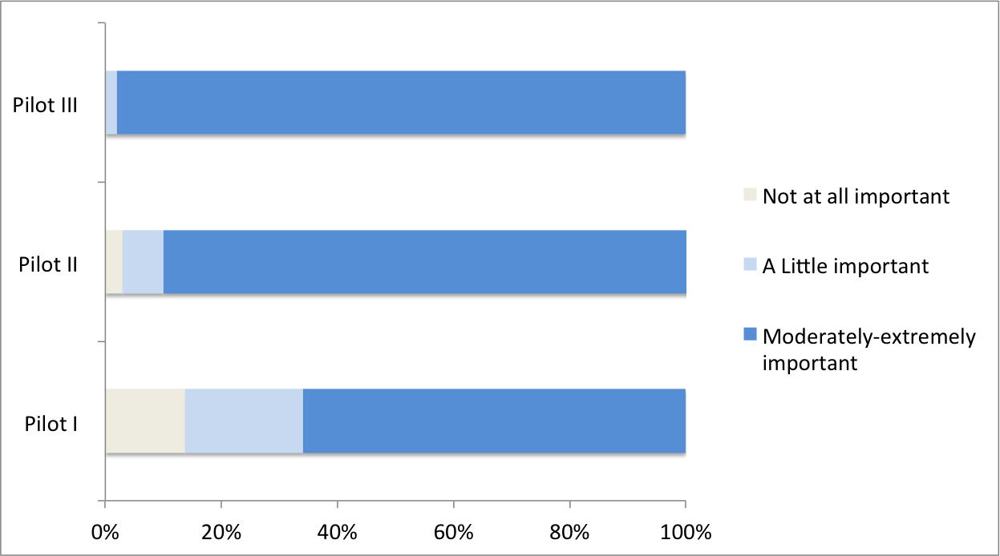 Pilot III
Pilot II
Pilot I
0% 20% 40% 60% 80% 100%
Not at all important
A Little important
Moderately-extremely
important